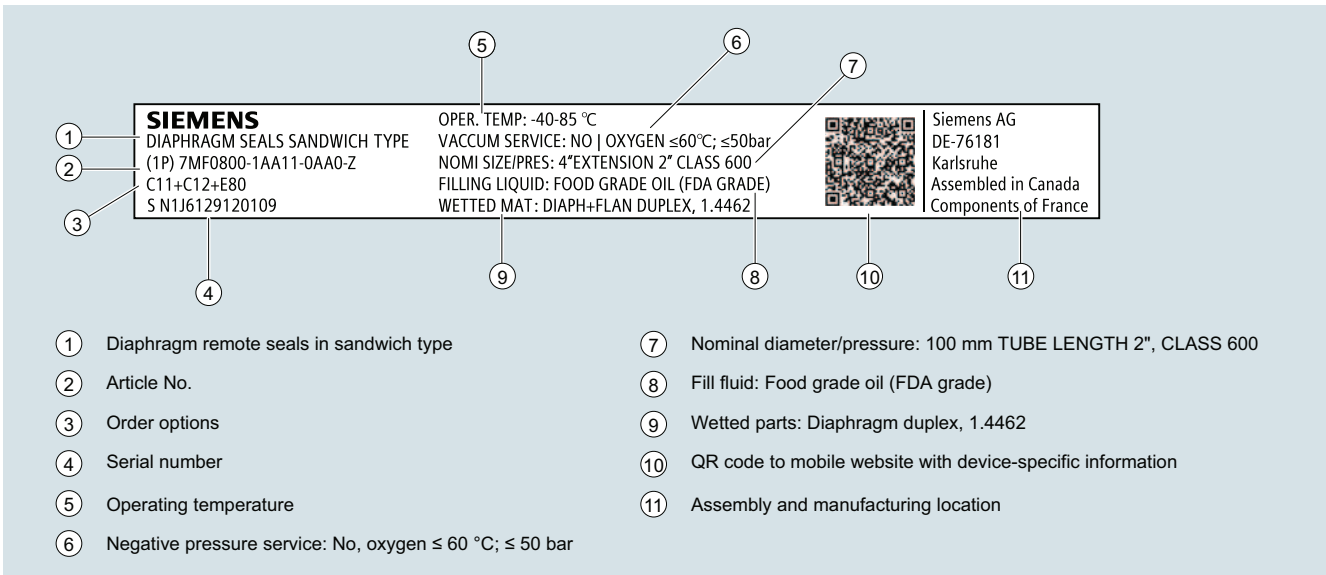 5
6
7
SIEMENS
DIAPHRAGM SEALS SANDWICH TYPE
(1P) 7MF0800-1AA11-0AA0-Z
C11+C12+E80
S N1J6129120109
OPER. TEMP: -40-85 °C
VACCUM SERVICE: NO | OXYGEN ≤60°C; ≤50bar
NOMI SIZE/PRES: 4"EXTENSION 2" CLASS 600
FILLING LIQUID: FOOD GRADE OIL (FDA GRADE)
WETTED MAT: DIAPH+FLAN DUPLEX, 1.4462
Siemens AG
DE-76181
Karlsruhe
Assembled in Canada
Components of France
1
2
3
4
9
8
10
11
1 Diaphragm remote seals in sandwich type
2 Article No.
3 Order options
4 Serial number
5 Operating temperature
6 Negative pressure service: No, oxygen ≤ 60 °C; ≤ 50 bar
7 Nominal diameter/pressure: 100 mm TUBE LENGTH 2", CLASS 600
8 Fill fluid: Food grade oil (FDA grade)
9 Wetted parts: Diaphragm duplex, 1.4462
10 QR code to mobile website with device-specific information
11 Assembly and manufacturing location